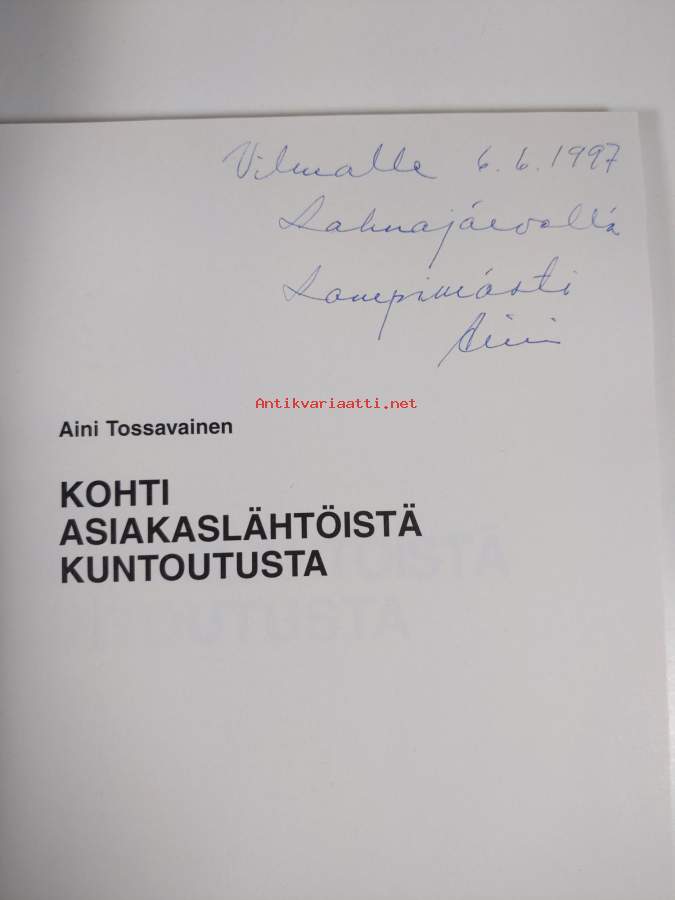 Vilmalle 6.6.1997
Lahnajärvellä
Lämpimästi
Aini
Antikvariaatti.net
Aini Tossavainen
KOHTI
ASIAKASLÄHTÖISTÄ
KUNTOUTUSTA